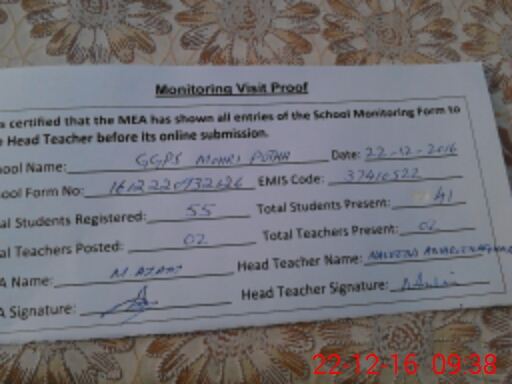 Monitoring Visit Proof
certified that the MEA has shown all entries of the School Monitoring Form to
Head Teacher before its online submission.
ool Name: GGPS MOHRI Date: 22-12-2016
ool Form No: EMIS Code: 37410522
al Students Registered: 55 Total Students Present: 41
al Teachers Posted: 02 Total Teachers Present: 02
A Name: M. AZAM Head Teacher Name:
A Signature: Head Teacher Signature:
22-12-16 09:38